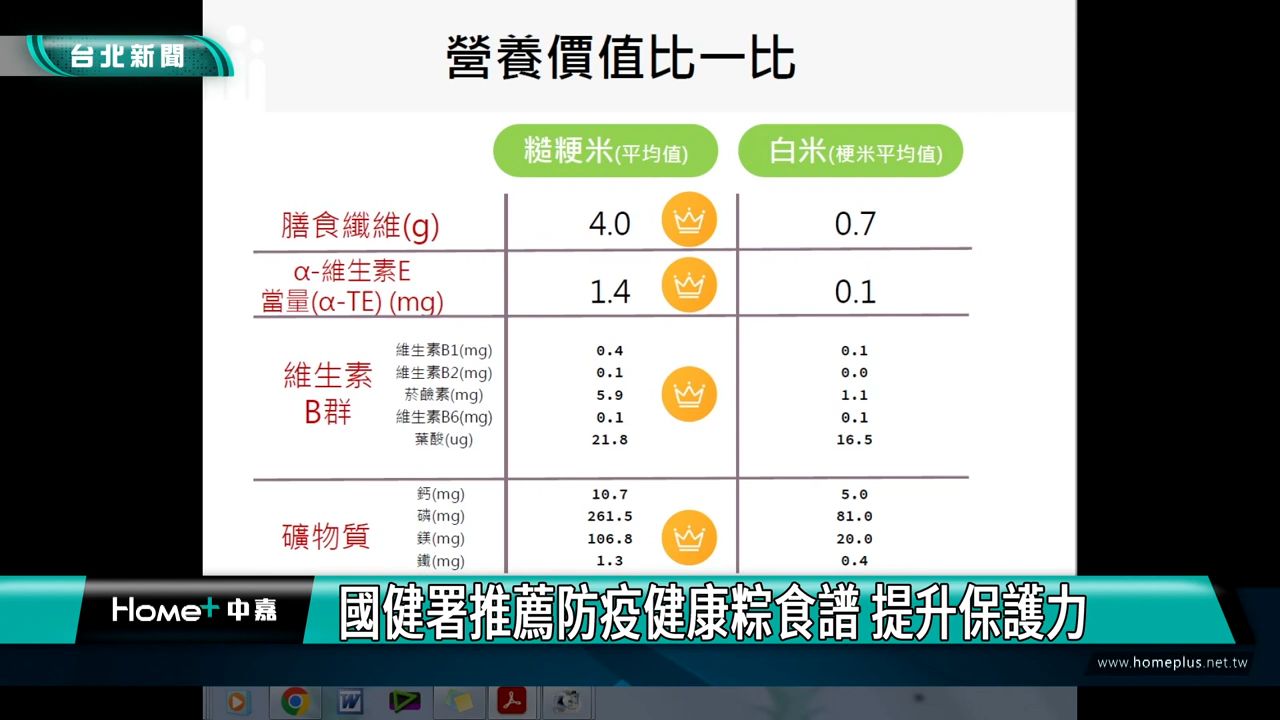 台北新聞
營養價值比一比
糙粳米(平均值)
白米(梗米平均值)
膳食纖維(g) 4.0 0.7
α-維生素E
當量(α-TE) (mg) 1.4 0.1
維生素
B群
維生素B1(mg) 0.4 0.1
維生素B2(mg) 0.1 0.0
菸鹼素(mg) 5.9 1.1
維生素B6(mg) 0.1 0.1
葉酸(ug) 21.8 16.5
礦物質
鈣(mg) 10.7 5.0
磷(mg) 261.5 81.0
鎂(mg) 106.8 20.0
鐵(mg) 1.3 0.4
Home+中嘉
國健署推薦防疫健康粽食譜 提升保護力
www.homeplus.net.tw